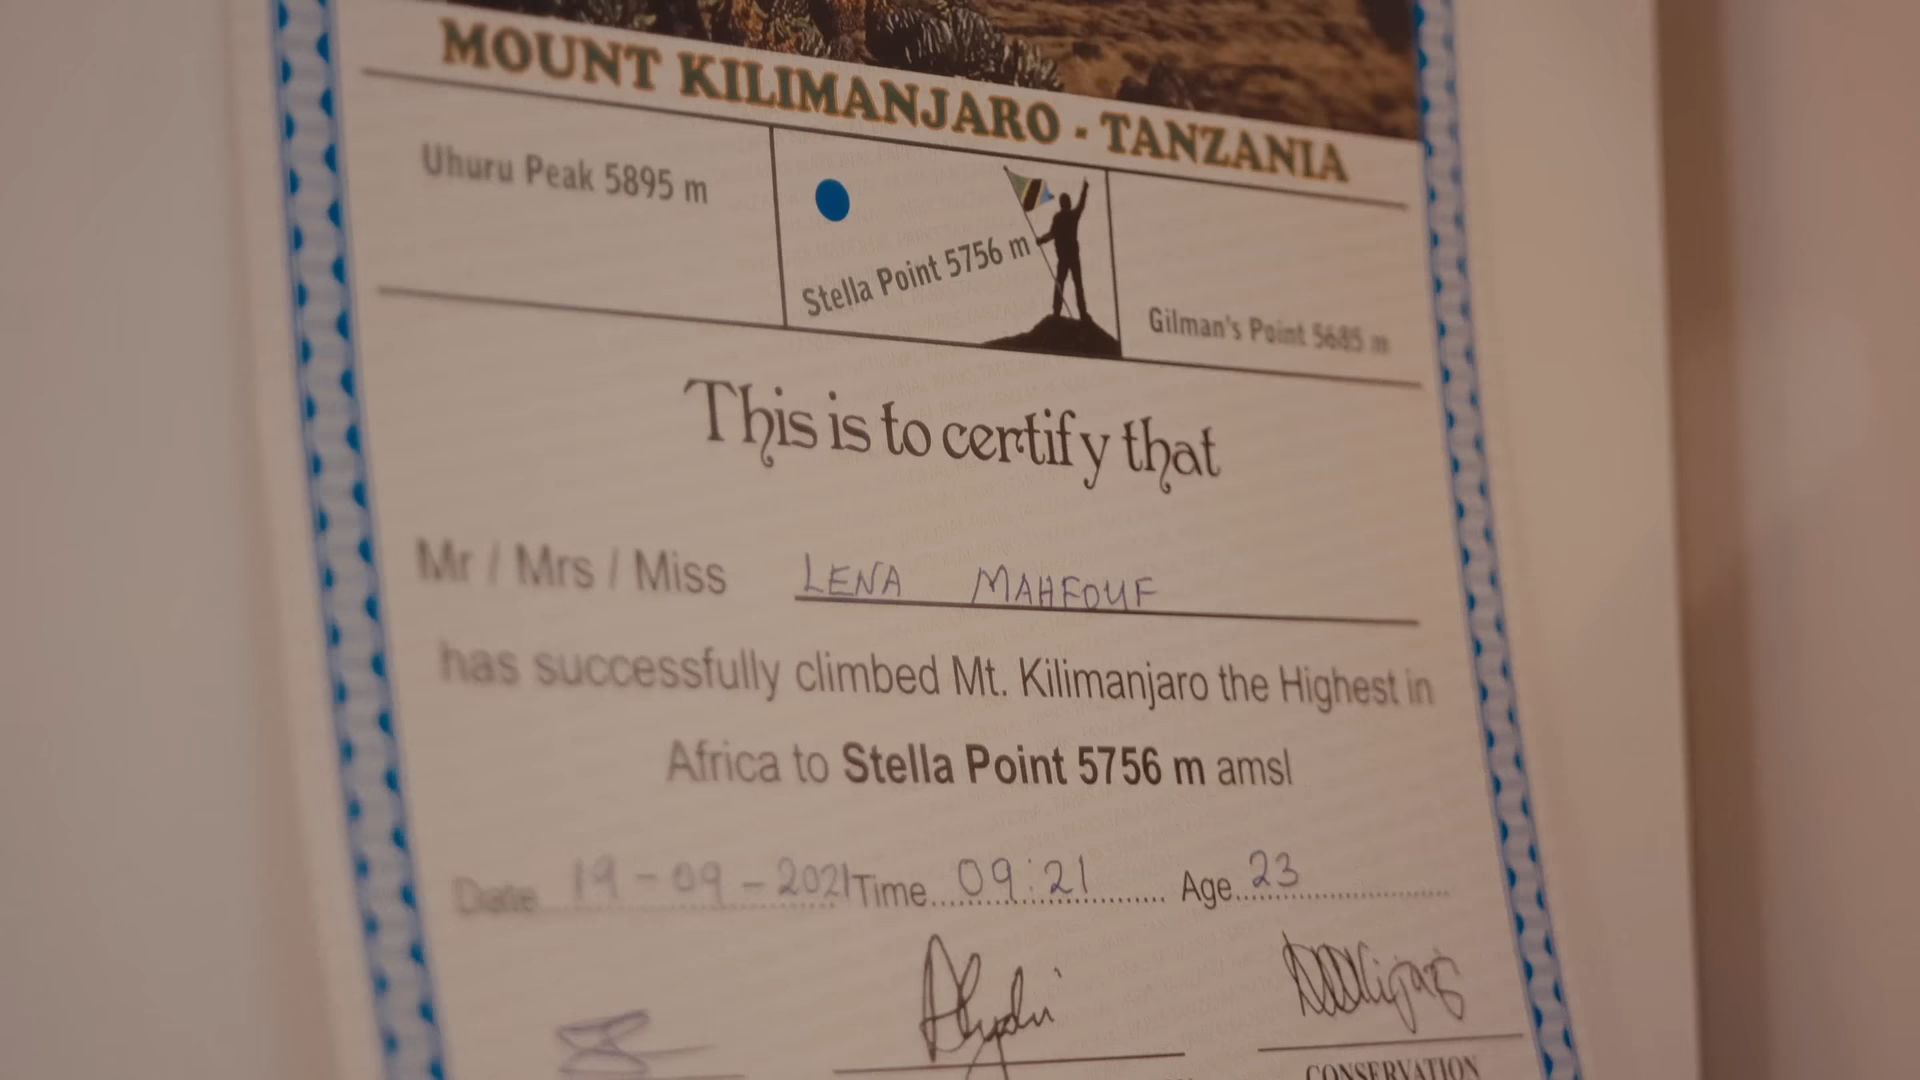 MOUNT KILIMANJARO - TANZANIA
Uhuru Peak 5895 m
Stella Point 5756 m
Gilman's Point 5685 m
This is to certify that
Mr / Mrs / Miss LENA MAHFOUF
has successfully climbed Mt. Kilimanjaro the Highest in
Africa to Stella Point 5756 m amsl
Date 19-09-2021 Time 09:21 Age 23
CONSERVATION